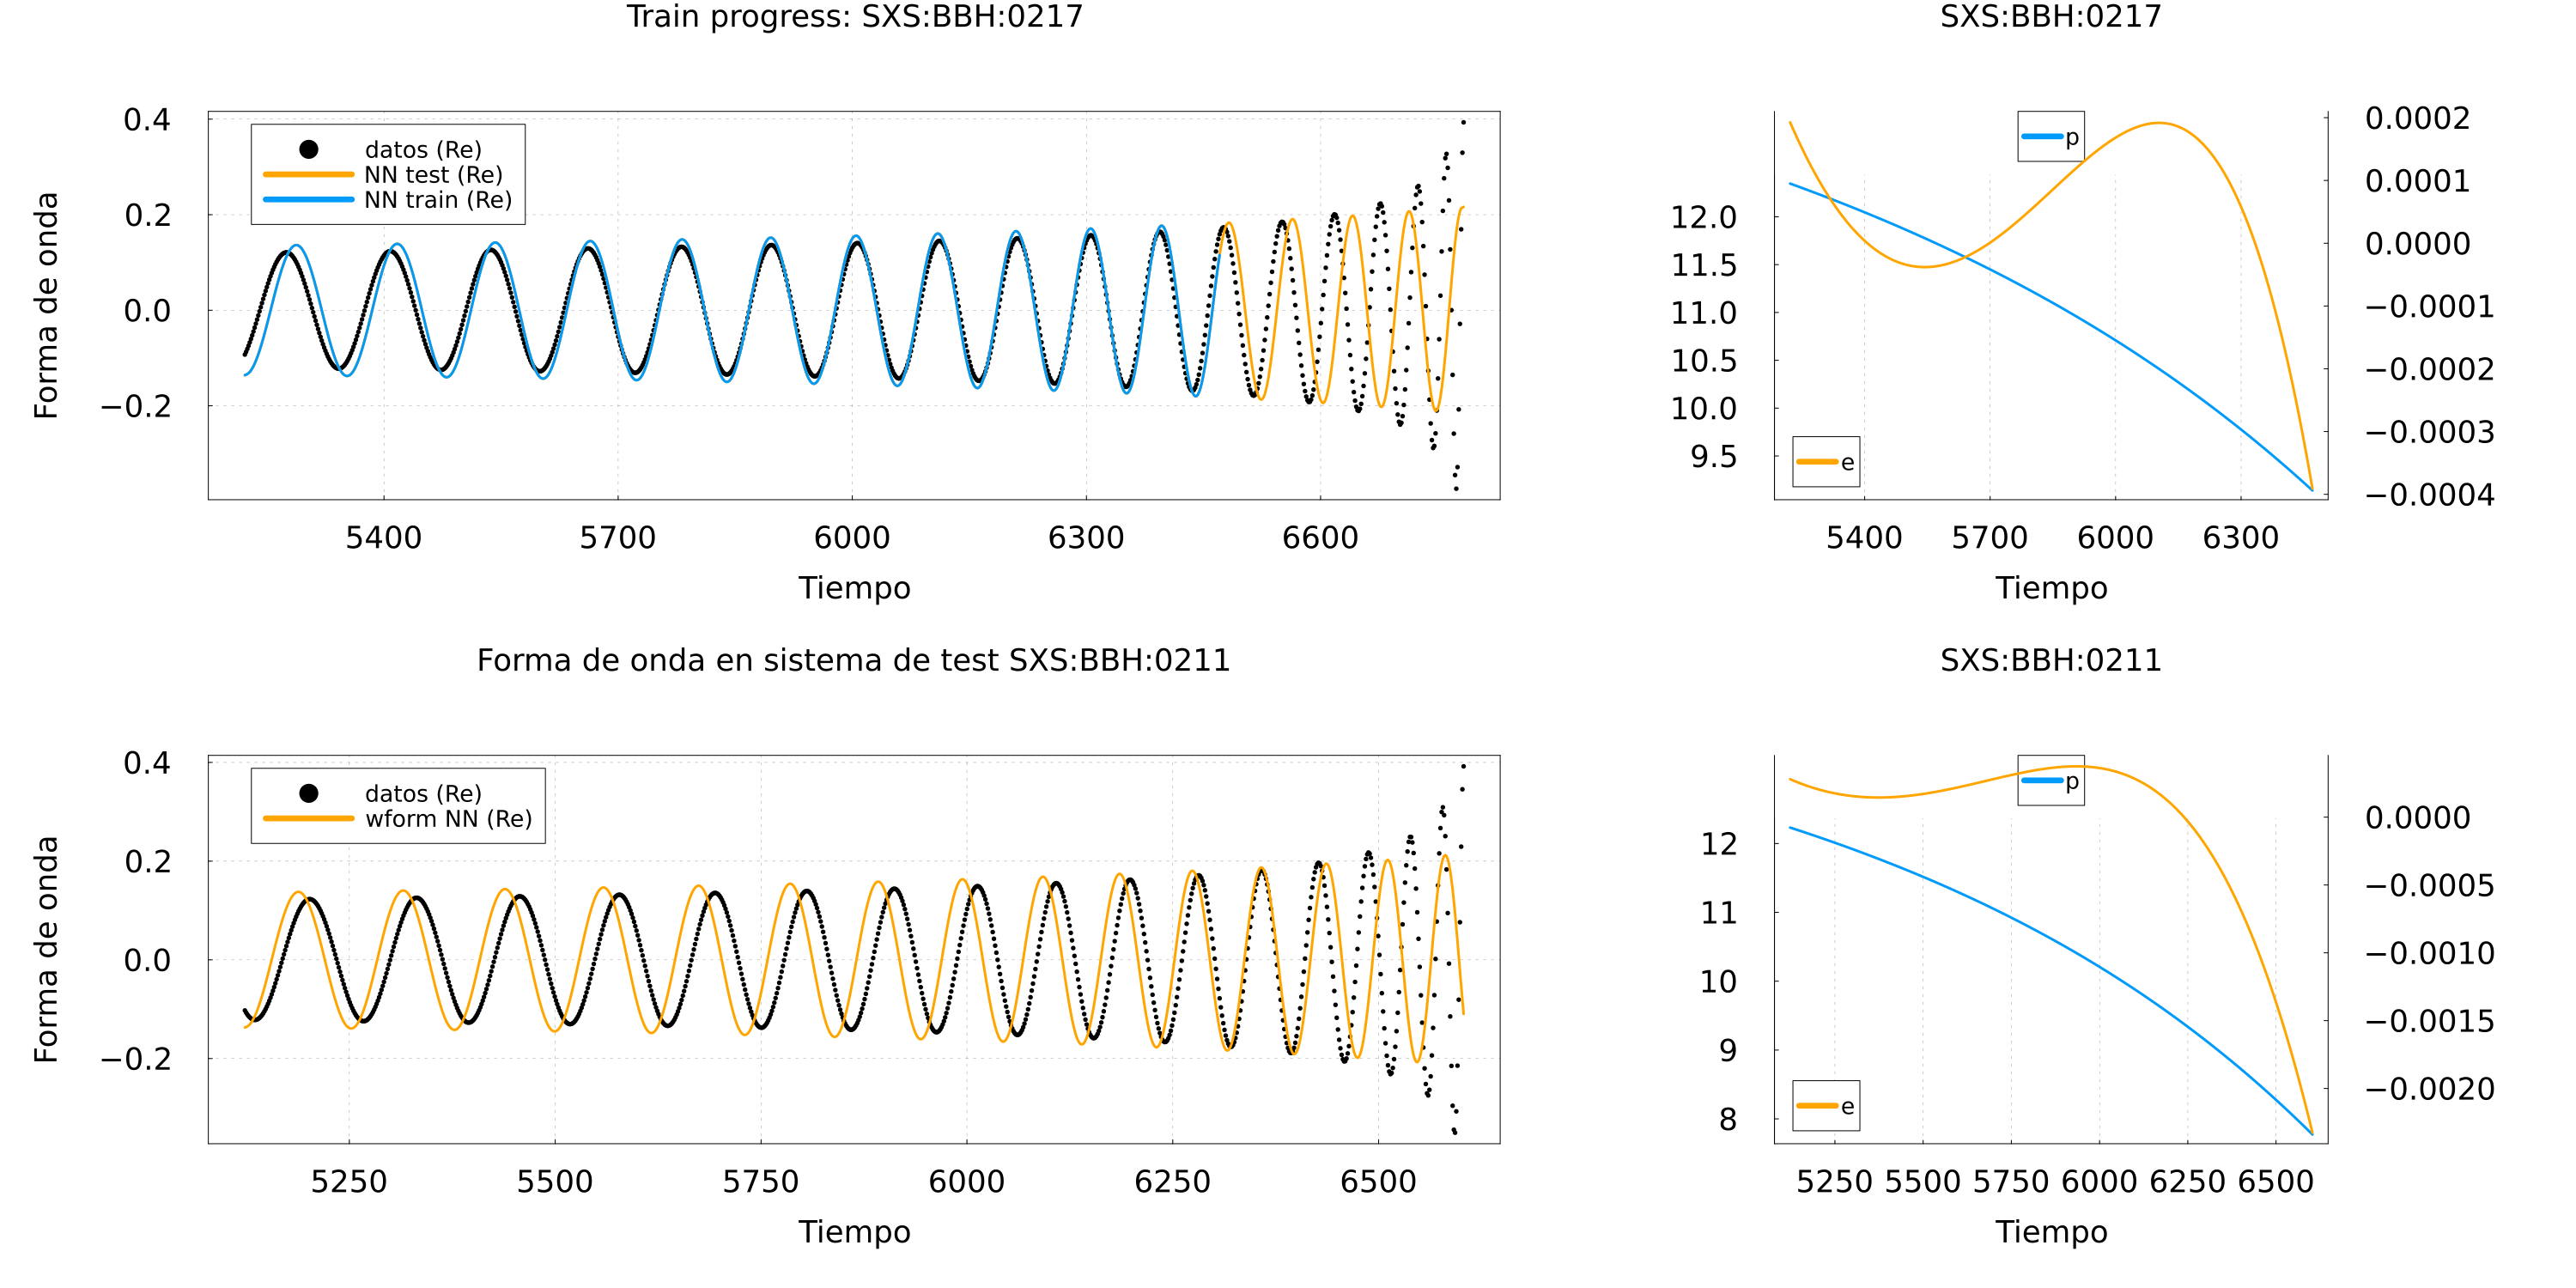 Train progress: SXS:BBH:0217
0.4
0.2
0.0
−0.2
Forma de onda
datos (Re)
NN test (Re)
NN train (Re)
5400 5700 6000 6300 6600
Tiempo
SXS:BBH:0217
12.0
11.5
11.0
10.5
10.0
9.5
p
e
0.0002
0.0001
0.0000
−0.0001
−0.0002
−0.0003
−0.0004
5400 5700 6000 6300
Tiempo
Forma de onda en sistema de test SXS:BBH:0211
0.4
0.2
0.0
−0.2
Forma de onda
datos (Re)
wform NN (Re)
5250 5500 5750 6000 6250 6500
Tiempo
SXS:BBH:0211
12
11
10
9
8
p
e
0.0000
−0.0005
−0.0010
−0.0015
−0.0020
5250 5500 5750 6000 6250 6500
Tiempo